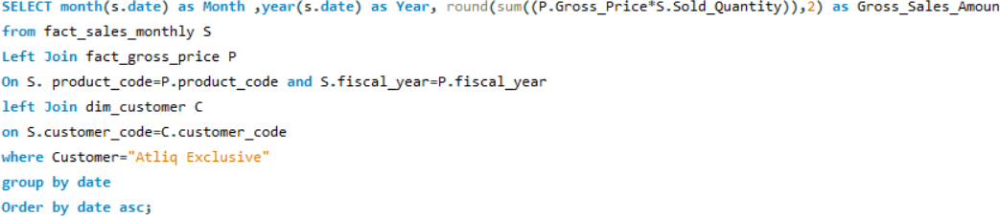 SELECT month(s.date) as Month ,year(s.date) as Year, round(sum((P.Gross_Price*S.Sold_Quantity)),2) as Gross_Sales_Amoun
from fact_sales_monthly S
Left Join fact_gross_price P
On S. product_code=P.product_code and S.fiscal_year=P.fiscal_year
left Join dim_customer C
on S.customer_code=C.customer_code
where Customer="Atliq Exclusive"
group by date
Order by date asc;